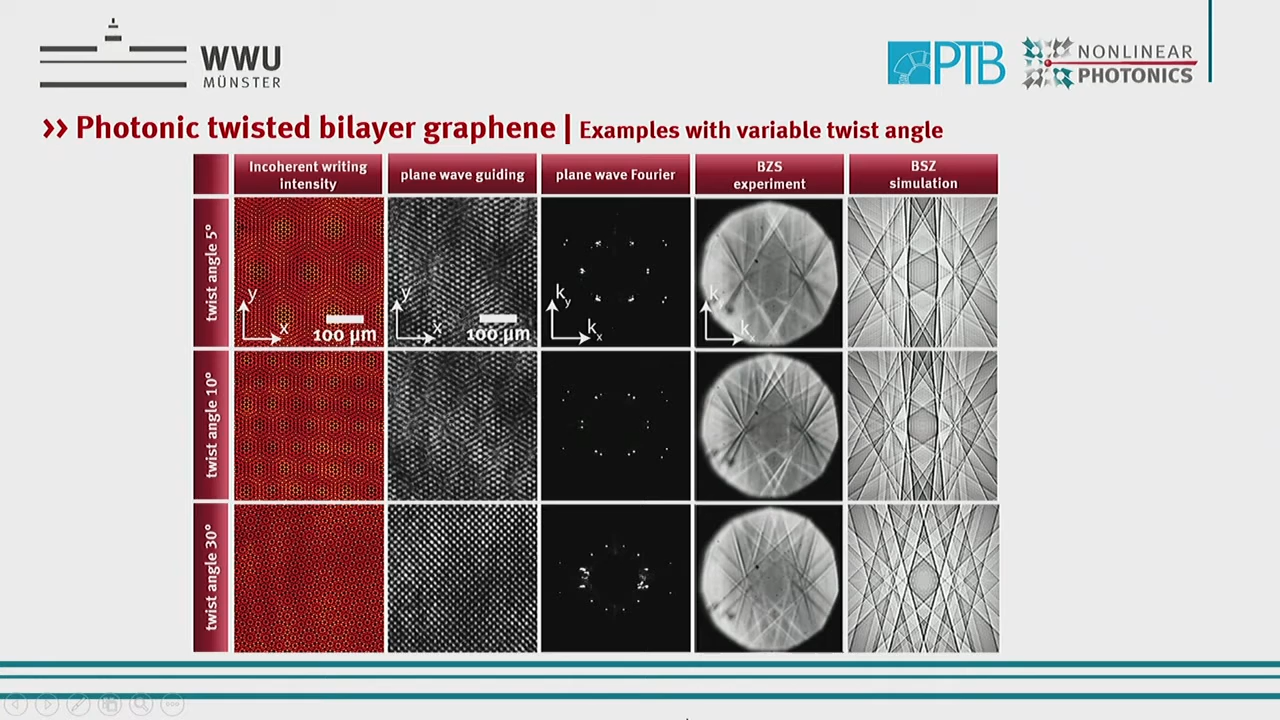 WWU
MÜNSTER
PTB
NONLINEAR
PHOTONICS
>> Photonic twisted bilayer graphene | Examples with variable twist angle
Incoherent writing
intensity
plane wave guiding
plane wave Fourier
BZS
experiment
BSZ
simulation
twist angle 5°
y
x
100 µm
y
x
100 µm
ky
kx
ky
kx
twist angle 10°
twist angle 30°